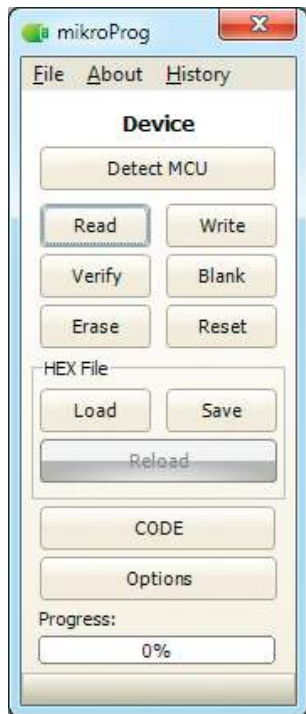 mikroProg
File About History
Device
Detect MCU
Read Write
Verify Blank
Erase Reset
HEX File
Load Save
Reload
CODE
Options
Progress:
0%